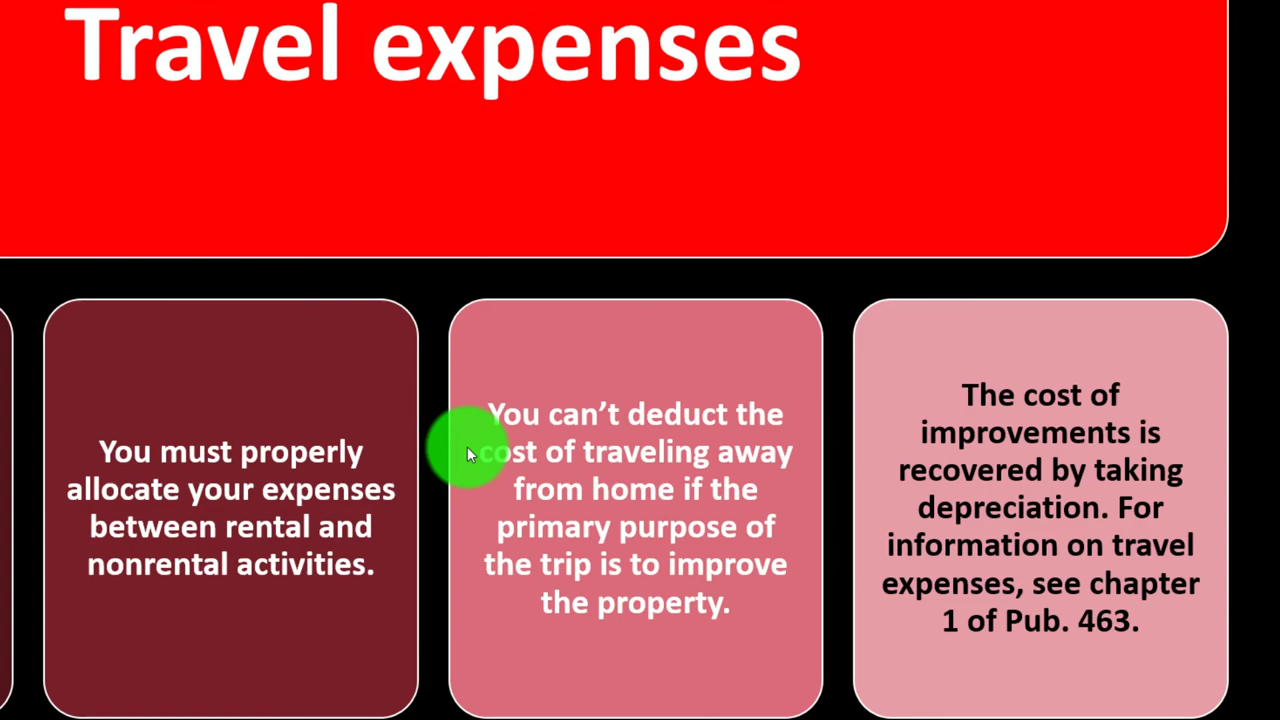 Travel expenses
You must properly
allocate your expenses
between rental and
nonrental activities.
You can’t deduct the
cost of traveling away
from home if the
primary purpose of
the trip is to improve
the property.
The cost of
improvements is
recovered by taking
depreciation. For
information on travel
expenses, see chapter
1 of Pub. 463.